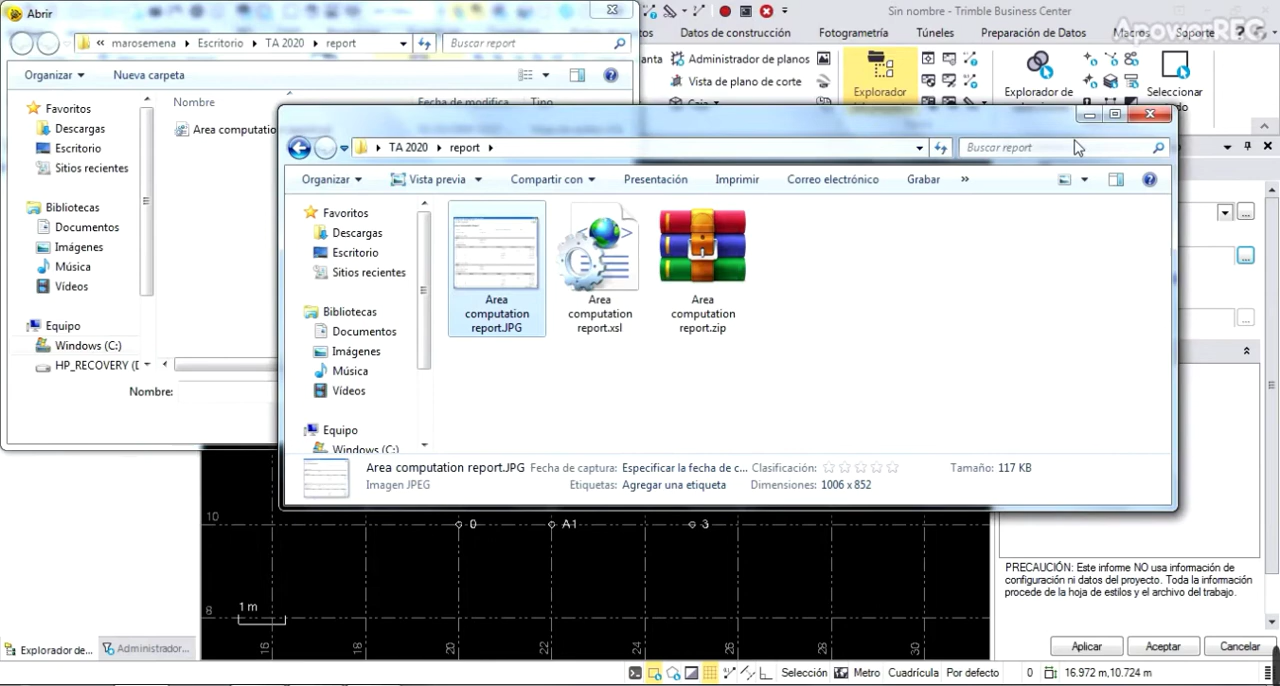 Abrir
Sin nombre - Trimble Business Center
ApowerREC
« marosemena Escritorio TA 2020 report
Buscar report
tos Datos de construcción Fotogrametría Túneles Preparación de Datos Macros Soporte
Organizar Nueva carpeta
anta Administrador de planos
Vista de plano de corte
Explorador
Explorador de
Seleccionar
Favoritos
Descargas
Escritorio
Sitios recientes
Bibliotecas
Documentos
Imágenes
Música
Vídeos
Equipo
Windows (C:)
HP_RECOVERY (D
Nombre Fecha de modifica... Tipo
Area computatio
Nombre:
TA 2020 report
Buscar report
Organizar Vista previa Compartir con Presentación Imprimir Correo electrónico Grabar »
Favoritos
Descargas
Escritorio
Sitios recientes
Bibliotecas
Documentos
Imágenes
Música
Vídeos
Equipo
Windows (C:)
Area
computation
report.JPG
Area
computation
report.xsl
Area
computation
report.zip
Area computation report.JPG Fecha de captura: Especificar la fecha de c... Clasificación: Tamaño: 117 KB
Imagen JPEG Etiquetas: Agregar una etiqueta Dimensiones: 1006 x 852
10
0 A1 3
8
1 m
16 18 20 22 24 26 28 30
PRECAUCIÓN: Este informe NO usa información de
configuración ni datos del proyecto. Toda la información
procede de la hoja de estilos y el archivo del trabajo.
Explorador de... Administrador...
Aplicar Aceptar Cancelar
Selección Metro Cuadrícula Por defecto 0 16.972 m,10.724 m